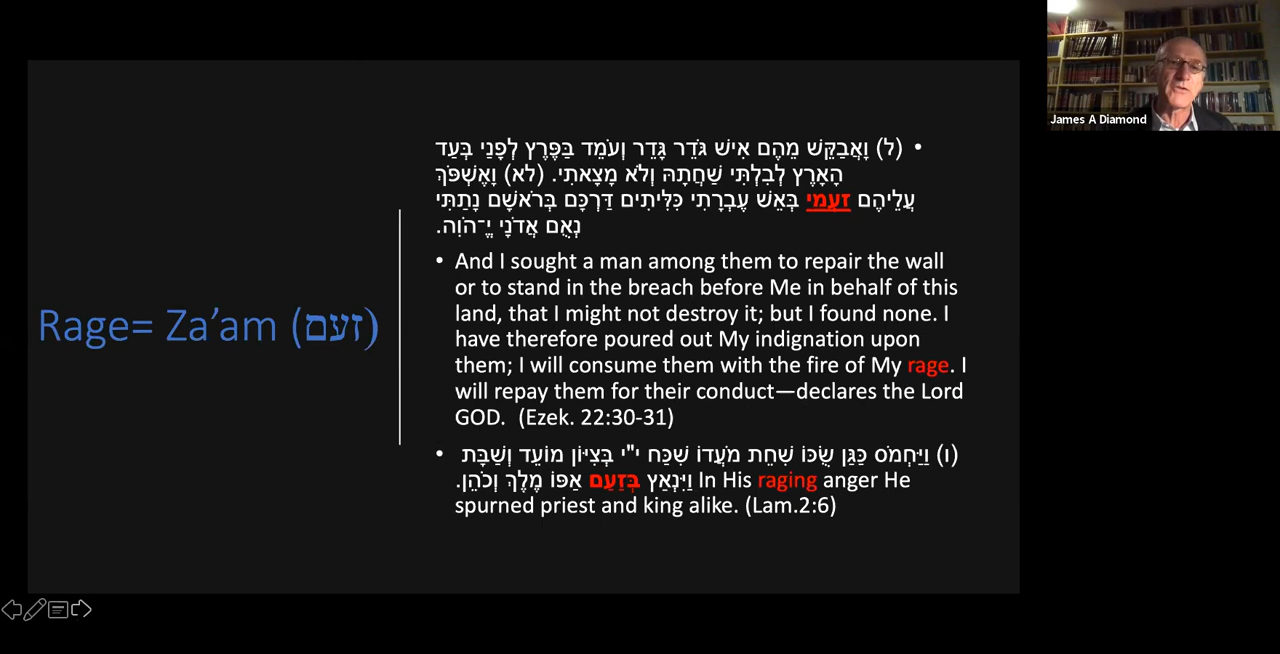 James A Diamond
Rage= Za’am (זעם)
• (ל) וָאֲבַקֵּשׁ מֵהֶם אִישׁ גֹּדֵר גָּדֵר וְעֹמֵד בַּפֶּרֶץ לְפָנַי בְּעַד
הָאָרֶץ לְבִלְתִּי שַׁחֲתָהּ וְלֹא מָצָאתִי. (לא) וָאֶשְׁפֹּךְ
עֲלֵיהֶם זַעְמִי בְּאֵשׁ עֶבְרָתִי כִּלִּיתִים דַּרְכָּם בְּרֹאשָׁם נָתַתִּי
נְאֻם אֲדֹנָי יֱ־הֹוִה.
• And I sought a man among them to repair the wall
or to stand in the breach before Me in behalf of this
land, that I might not destroy it; but I found none. I
have therefore poured out My indignation upon
them; I will consume them with the fire of My rage. I
will repay them for their conduct—declares the Lord
GOD. (Ezek. 22:30-31)
• (ו) וַיַּחְמֹס כַּגַּן שֻׂכּוֹ שִׁחֵת מֹעֲדוֹ שִׁכַּח י"י בְּצִיּוֹן מוֹעֵד וְשַׁבָּת
וַיִּנְאַץ בְּזַעַם אַפּוֹ מֶלֶךְ וְכֹהֵן. In His raging anger He
spurned priest and king alike. (Lam.2:6)